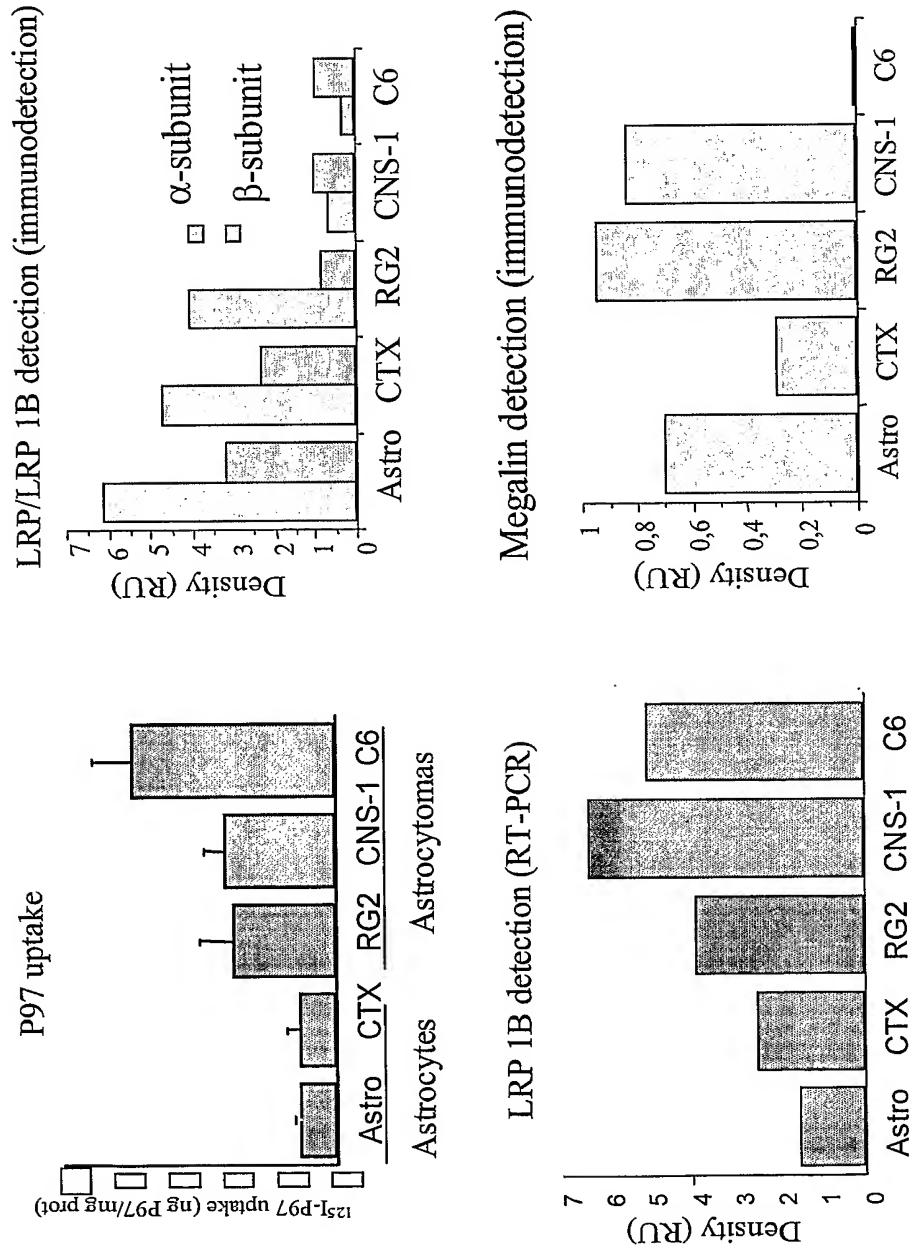 P97 uptake
¹²⁵I-P97 uptake (ng P97/mg prot)
Astro CTX RG2 CNS-1 C6
Astrocytes Astrocytomas
LRP/LRP 1B detection (immunodetection)
Density (RU)
7
6
5
4
3
2
1
0
α-subunit
β-subunit
Astro CTX RG2 CNS-1 C6
LRP 1B detection (RT-PCR)
Density (RU)
7
6
5
4
3
2
1
0
Astro CTX RG2 CNS-1 C6
Megalin detection (immunodetection)
Density (RU)
1
0,8
0,6
0,4
0,2
0
Astro CTX RG2 CNS-1 C6